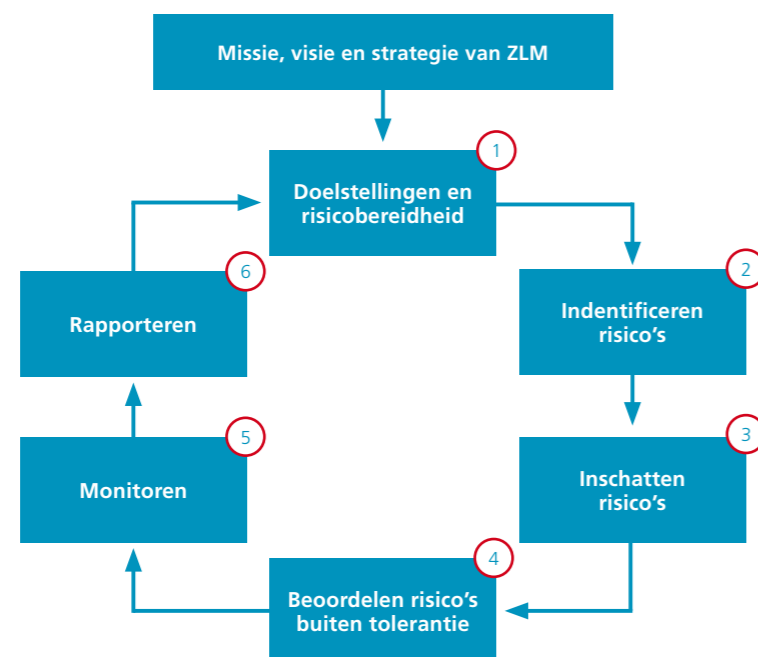 Missie, visie en strategie van ZLM
1
Doelstellingen en
risicobereidheid
2
Indentificeren
risico’s
3
Inschatten
risico’s
4
Beoordelen risico’s
buiten tolerantie
5
Monitoren
6
Rapporteren